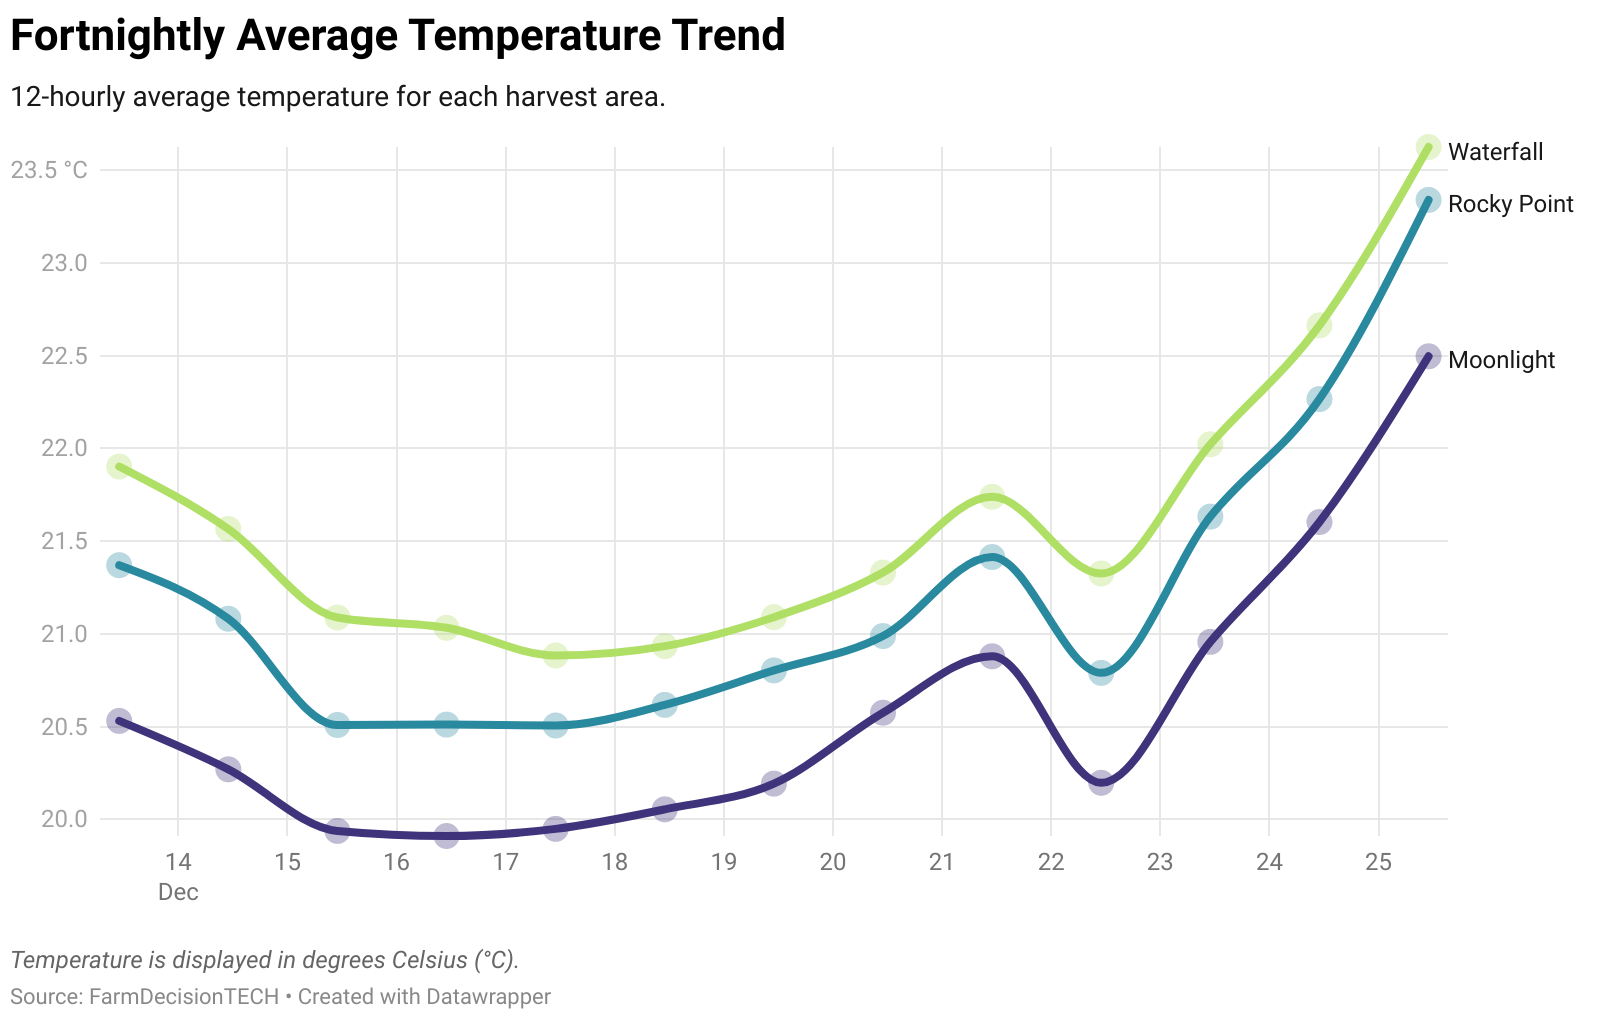 Fortnightly Average Temperature Trend
12-hourly average temperature for each harvest area.
23.5 °C
23.0
22.5
22.0
21.5
21.0
20.5
20.0
Waterfall
Rocky Point
Moonlight
14 15 16 17 18 19 20 21 22 23 24 25
Dec
Temperature is displayed in degrees Celsius (°C).
Source: FarmDecisionTECH • Created with Datawrapper